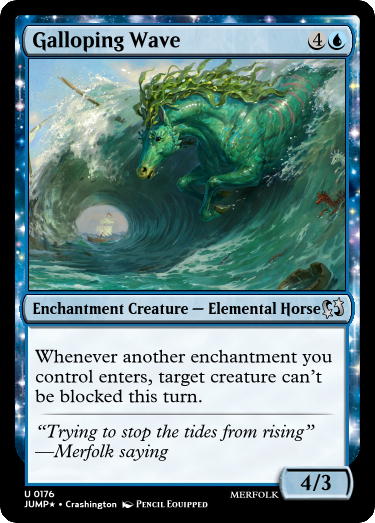 Galloping Wave 4
Enchantment Creature — Elemental Horse
Whenever another enchantment you
control enters, target creature can't
be blocked this turn.
“Trying to stop the tides from rising”
—Merfolk saying
4/3
U 0176
MERFOLK
JUMP★ • Crashington Pencil Equipped